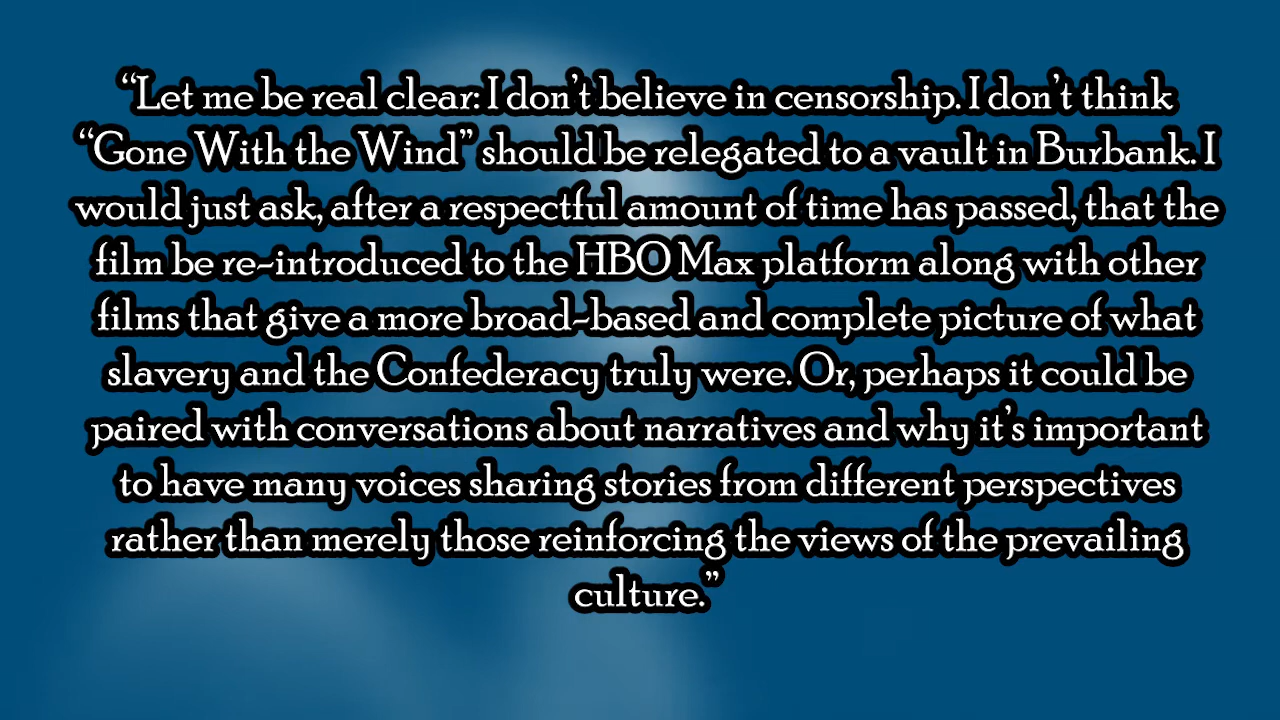 “Let me be real clear: I don’t believe in censorship. I don’t think
“Gone With the Wind” should be relegated to a vault in Burbank. I
would just ask, after a respectful amount of time has passed, that the
film be re-introduced to the HBO Max platform along with other
films that give a more broad-based and complete picture of what
slavery and the Confederacy truly were. Or, perhaps it could be
paired with conversations about narratives and why it’s important
to have many voices sharing stories from different perspectives
rather than merely those reinforcing the views of the prevailing
culture.”